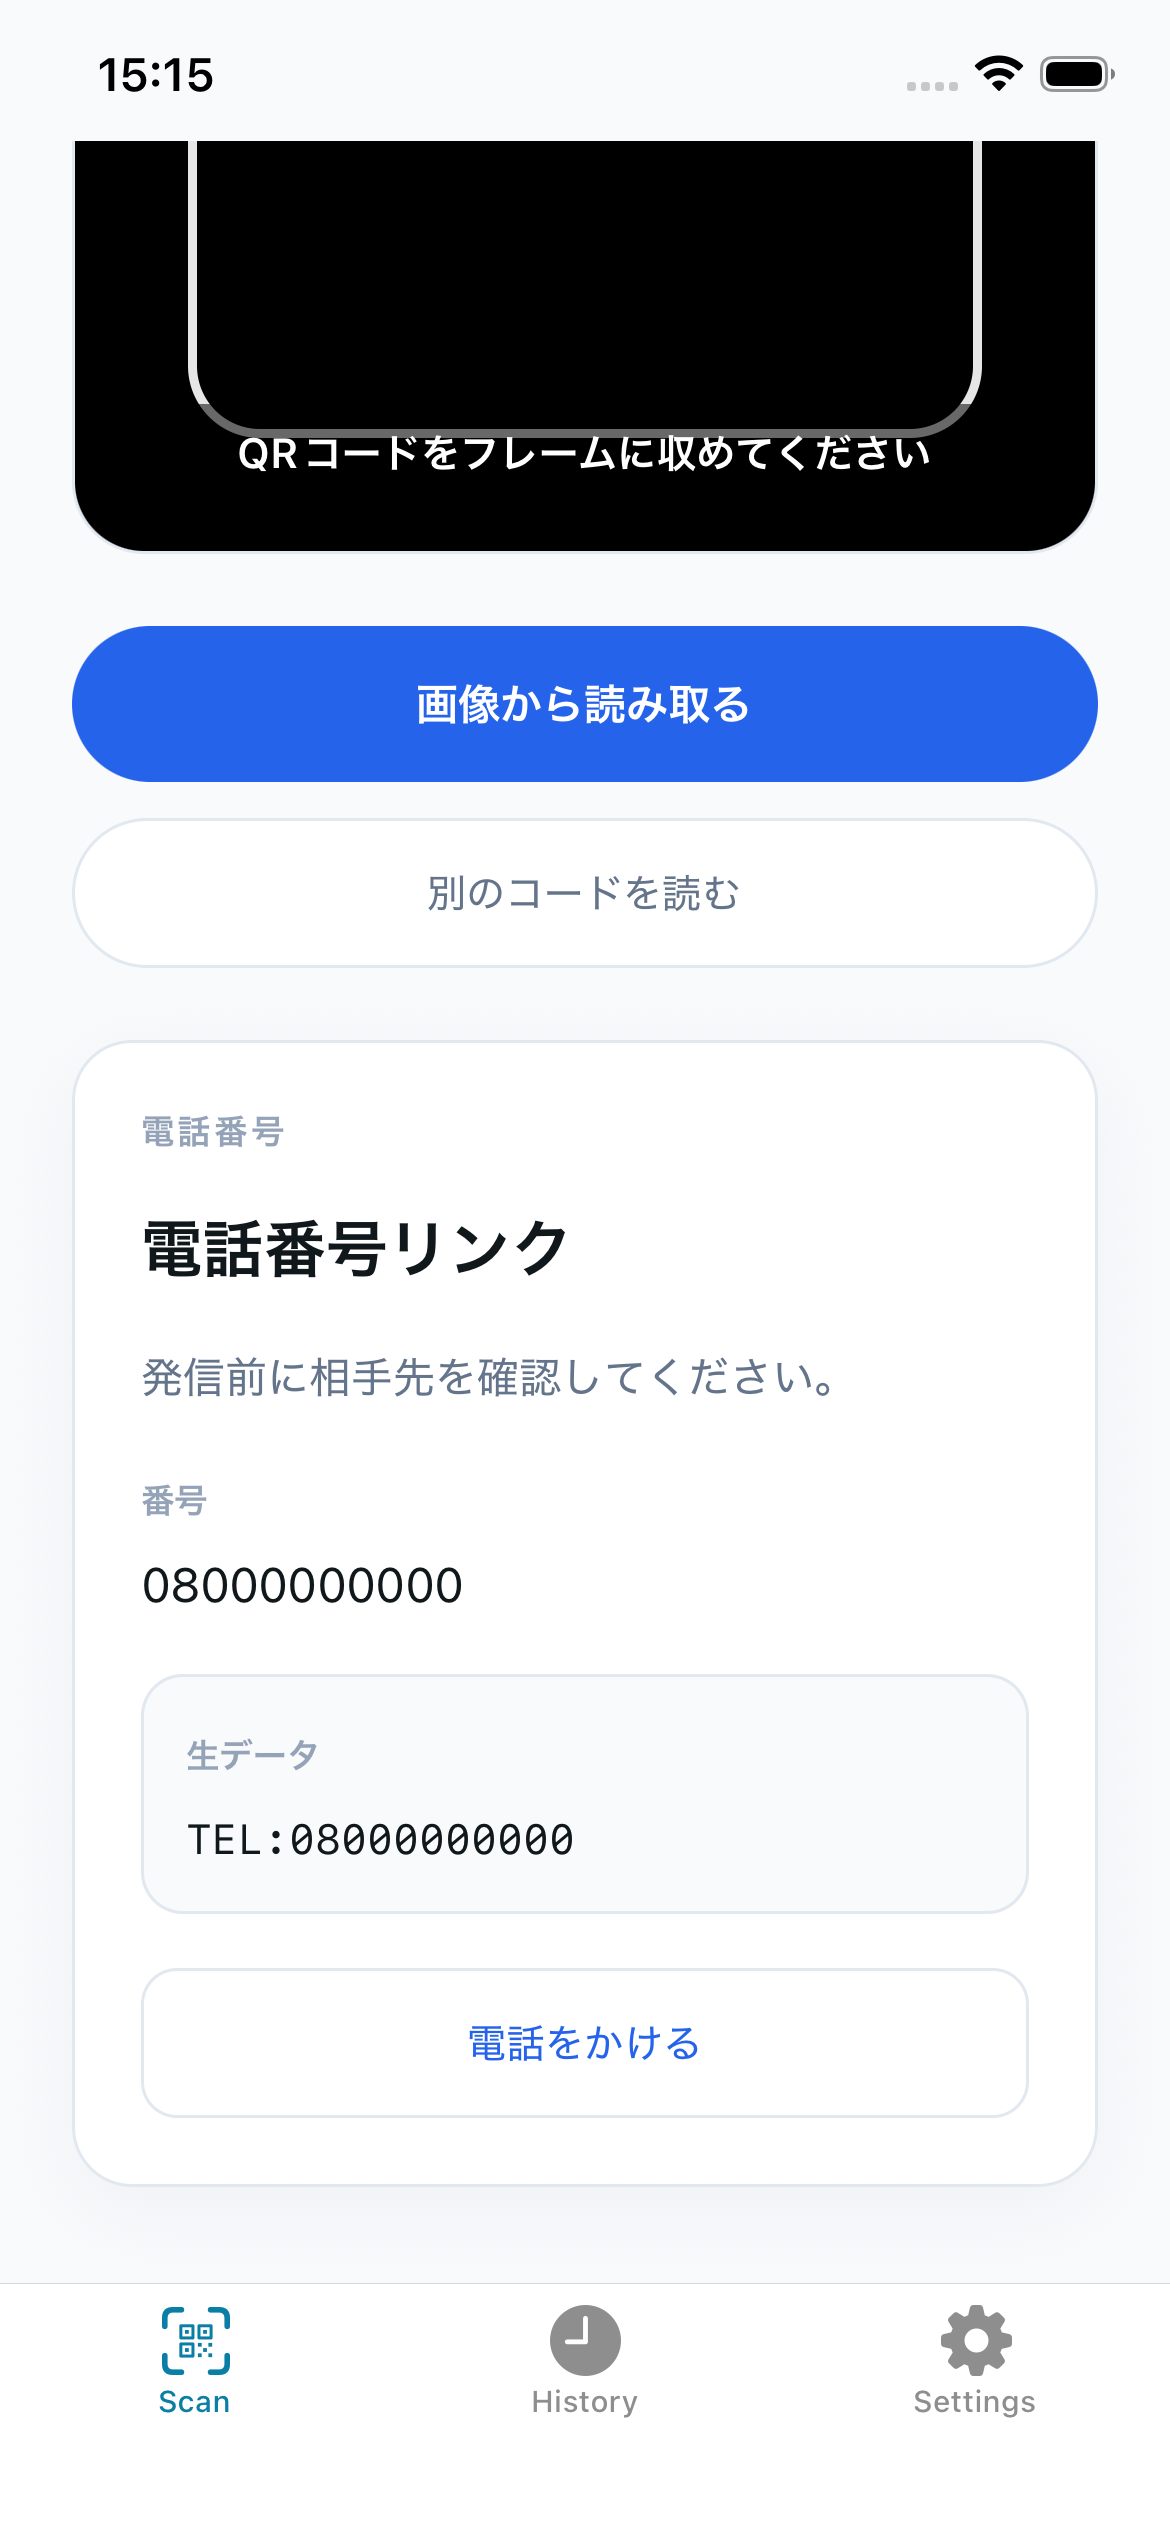 15:15
QRコードをフレームに収めてください
画像から読み取る
別のコードを読む
電話番号
電話番号リンク
発信前に相手先を確認してください。
番号
08000000000
生データ
TEL:08000000000
電話をかける
Scan
History
Settings